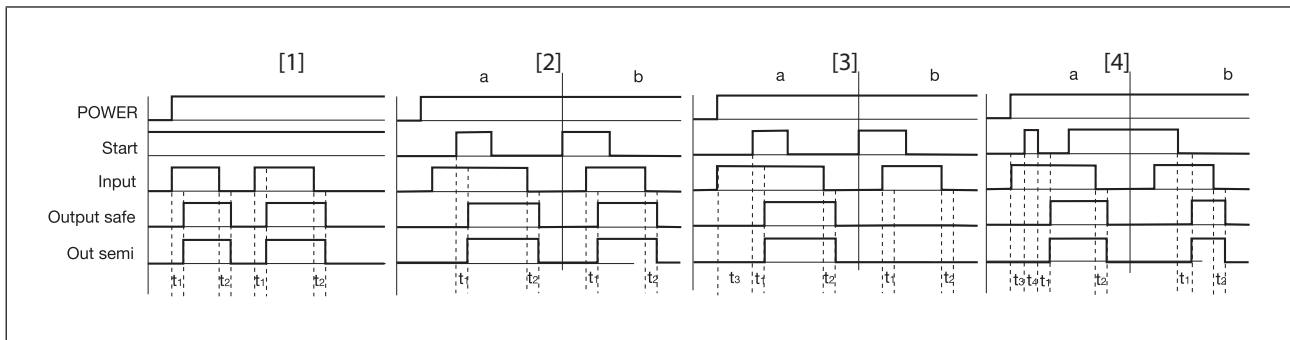 [1] [2] [3] [4]
a b a b a b
POWER
Start
Input
Output safe
Out semi
t1 t2 t1 t2 t1 t2 t1 t2 t3 t1 t2 t1 t2 t3 t4 t1 t2 t1 t2